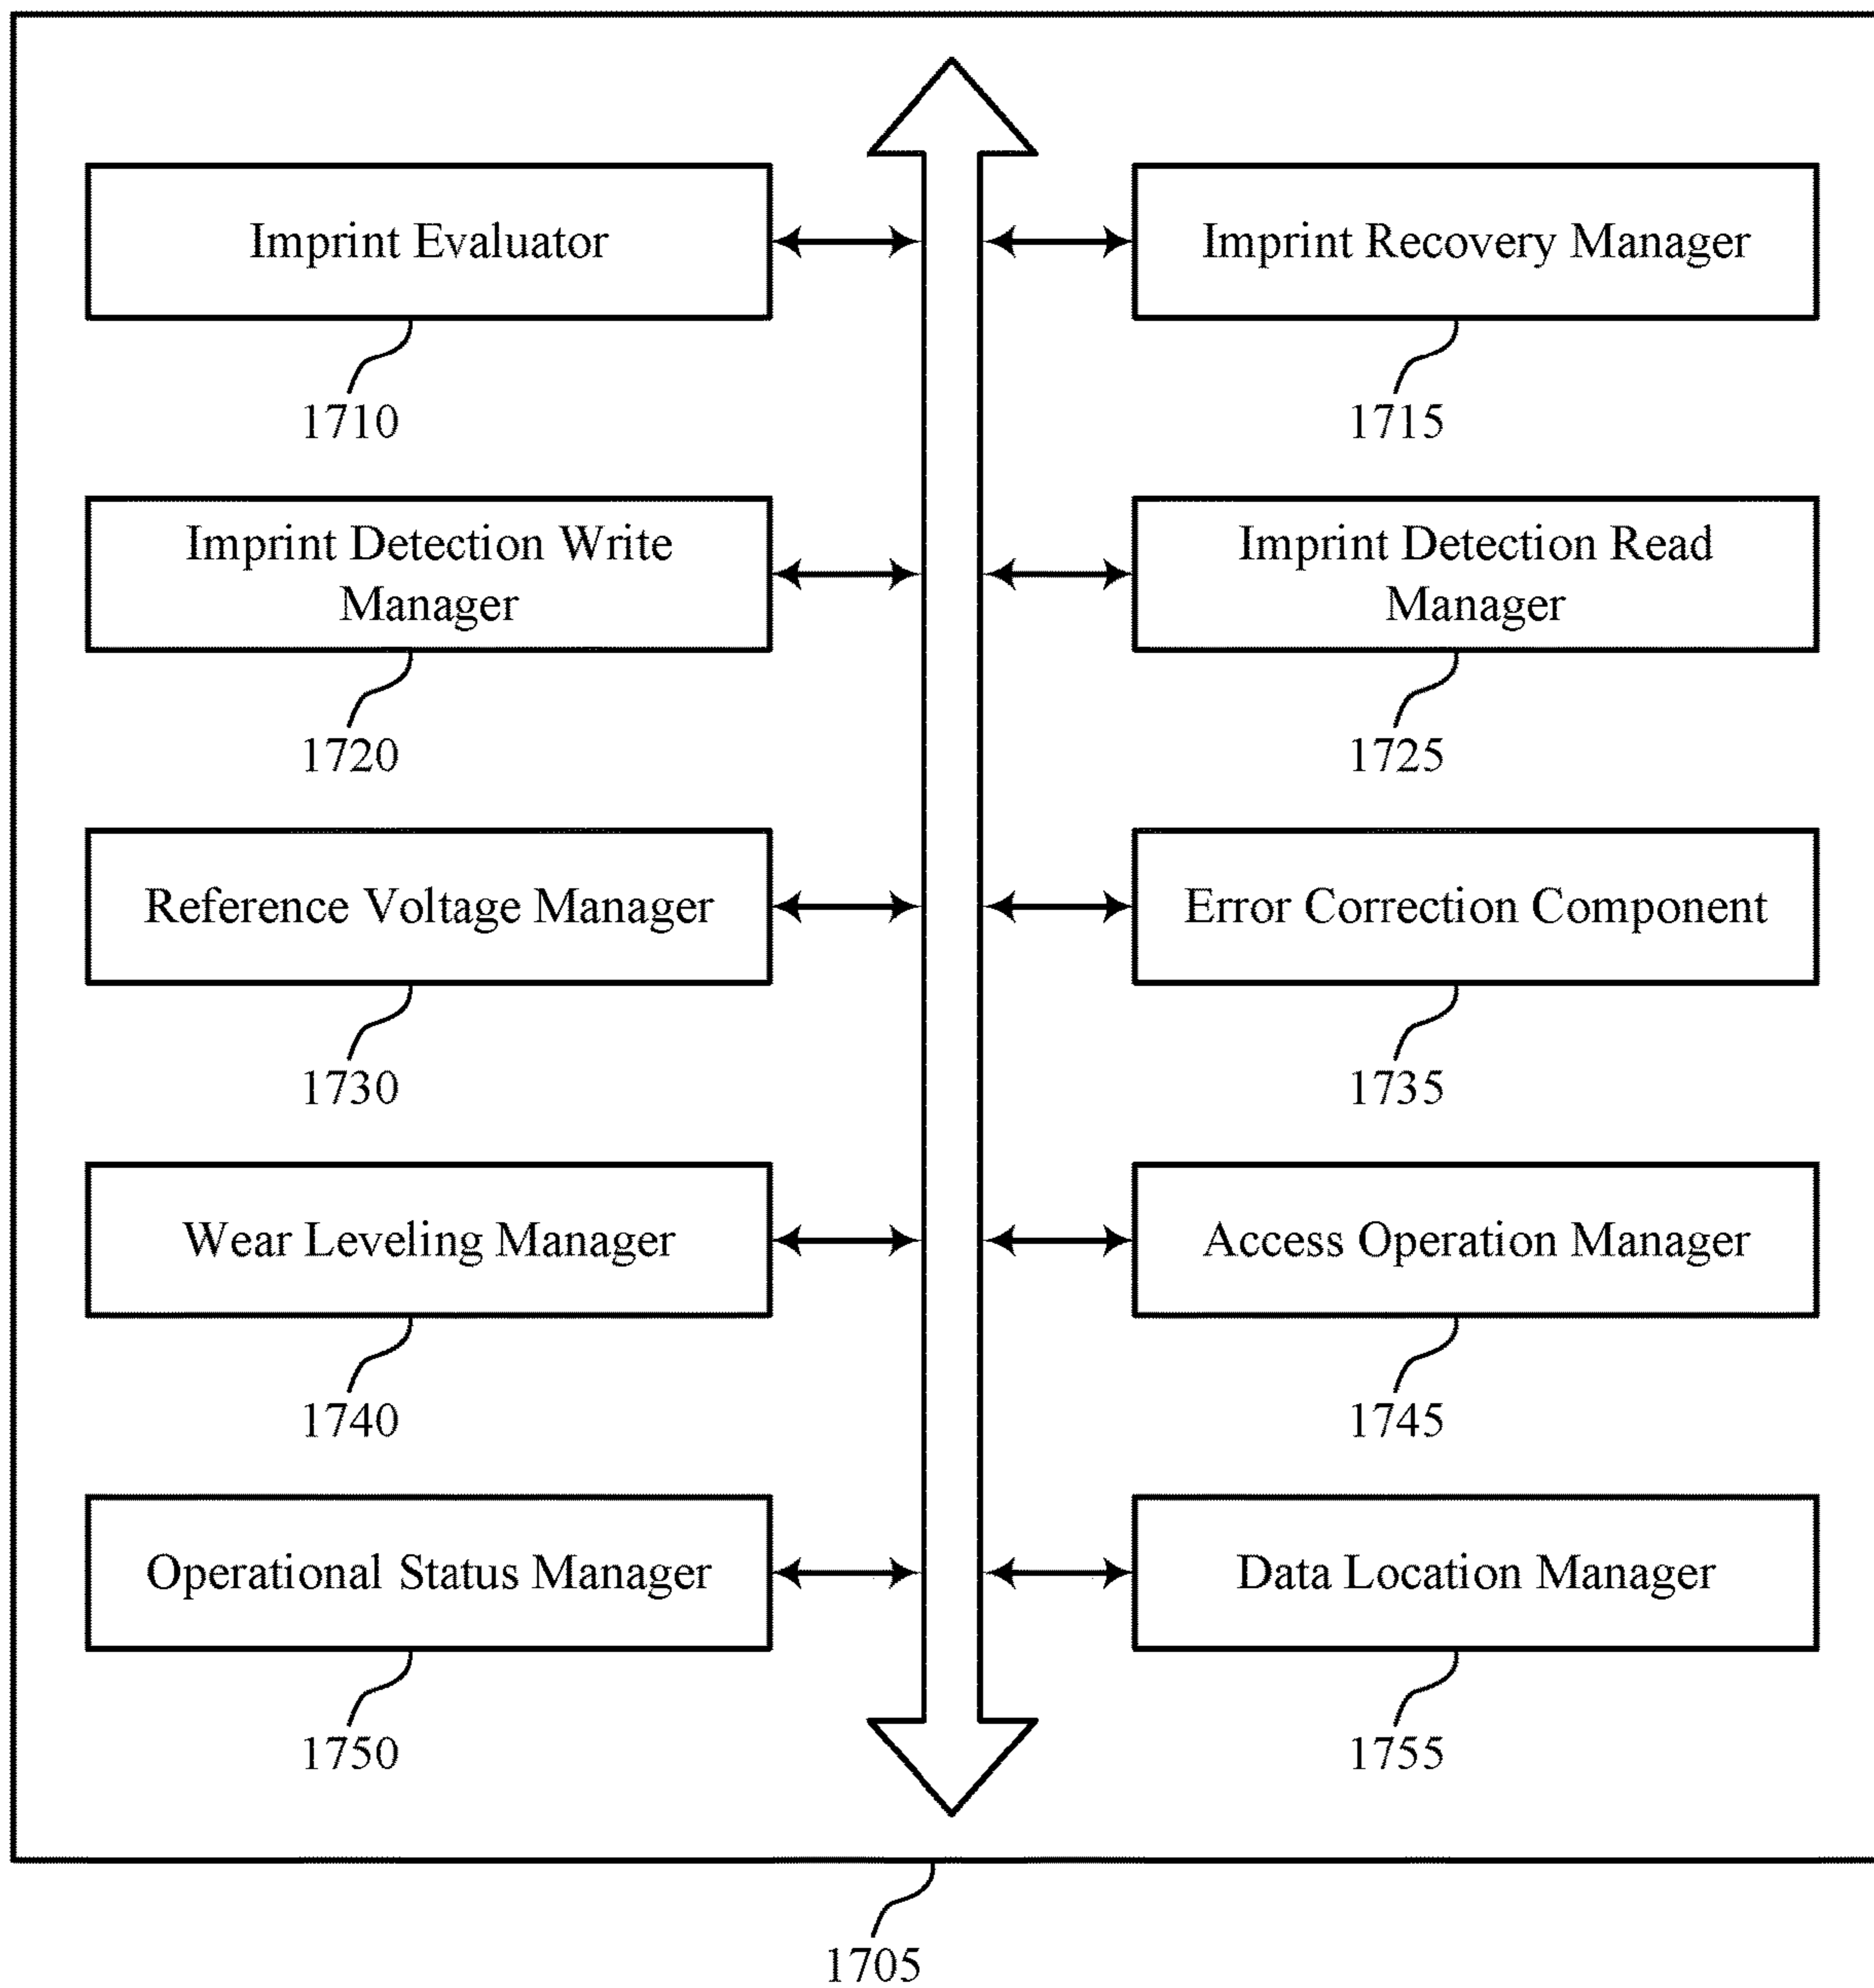 Imprint Evaluator
1710
Imprint Recovery Manager
1715
Imprint Detection Write
Manager
1720
Imprint Detection Read
Manager
1725
Reference Voltage Manager
1730
Error Correction Component
1735
Wear Leveling Manager
1740
Access Operation Manager
1745
Operational Status Manager
1750
Data Location Manager
1755
1705